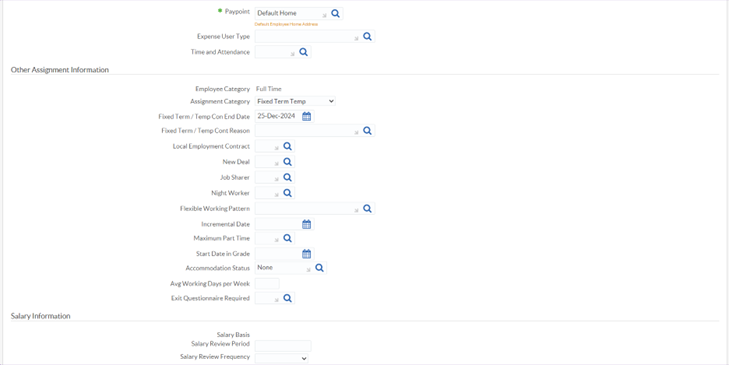 Paypoint Default Home
Default Employee Home Address
Expense User Type
Time and Attendance
Other Assignment Information
Employee Category Full Time
Assignment Category Fixed Term Temp
Fixed Term / Temp Con End Date 25-Dec-2024
Fixed Term / Temp Cont Reason
Local Employment Contract
New Deal
Job Sharer
Night Worker
Flexible Working Pattern
Incremental Date
Maximum Part Time
Start Date in Grade
Accommodation Status None
Avg Working Days per Week
Exit Questionnaire Required
Salary Information
Salary Basis
Salary Review Period
Salary Review Frequency